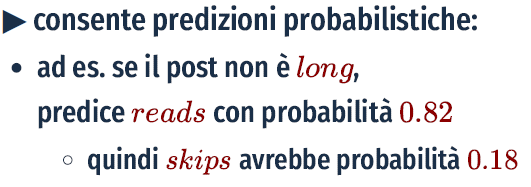 ▶ consente predizioni probabilistiche:
• ad es. se il post non è long,
predice reads con probabilità 0.82
◦ quindi skips avrebbe probabilità 0.18